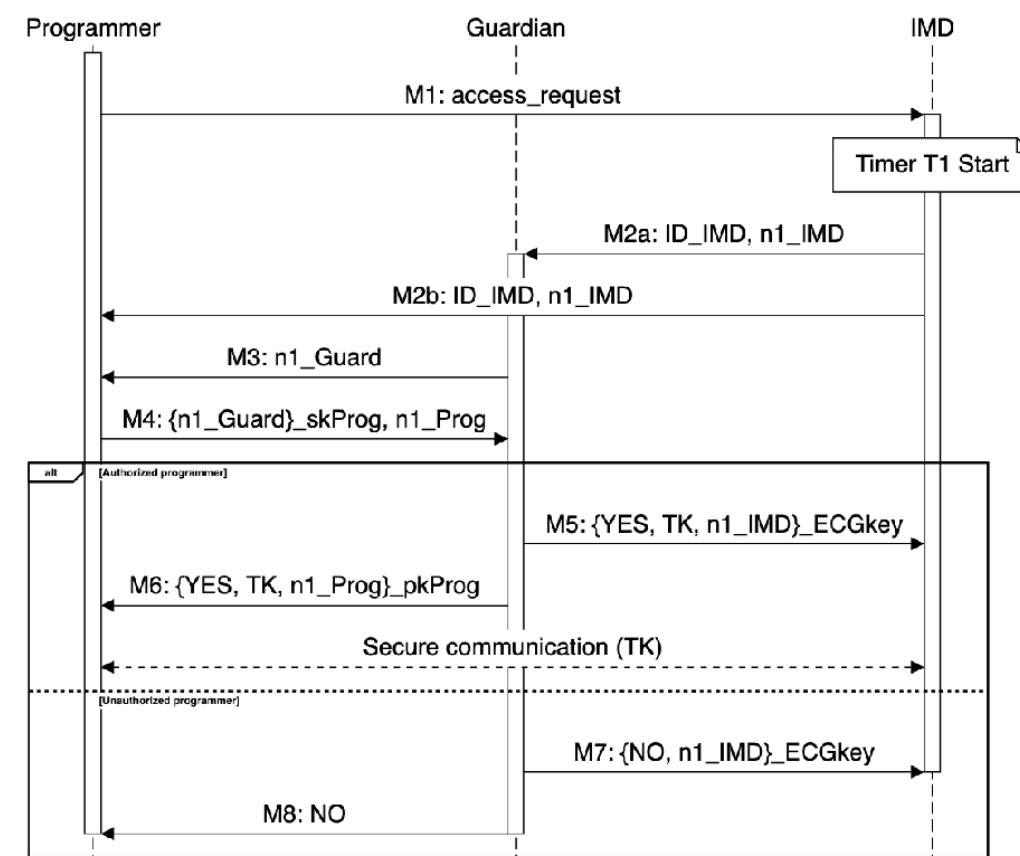 Programmer Guardian IMD
M1: access_request
Timer T1 Start
M2a: ID_IMD, n1_IMD
M2b: ID_IMD, n1_IMD
M3: n1_Guard
M4: {n1_Guard}_skProg, n1_Prog
alt [Authorized programmer]
M5: {YES, TK, n1_IMD}_ECGkey
M6: {YES, TK, n1_Prog}_pkProg
Secure communication (TK)
[Unauthorized programmer]
M7: {NO, n1_IMD}_ECGkey
M8: NO